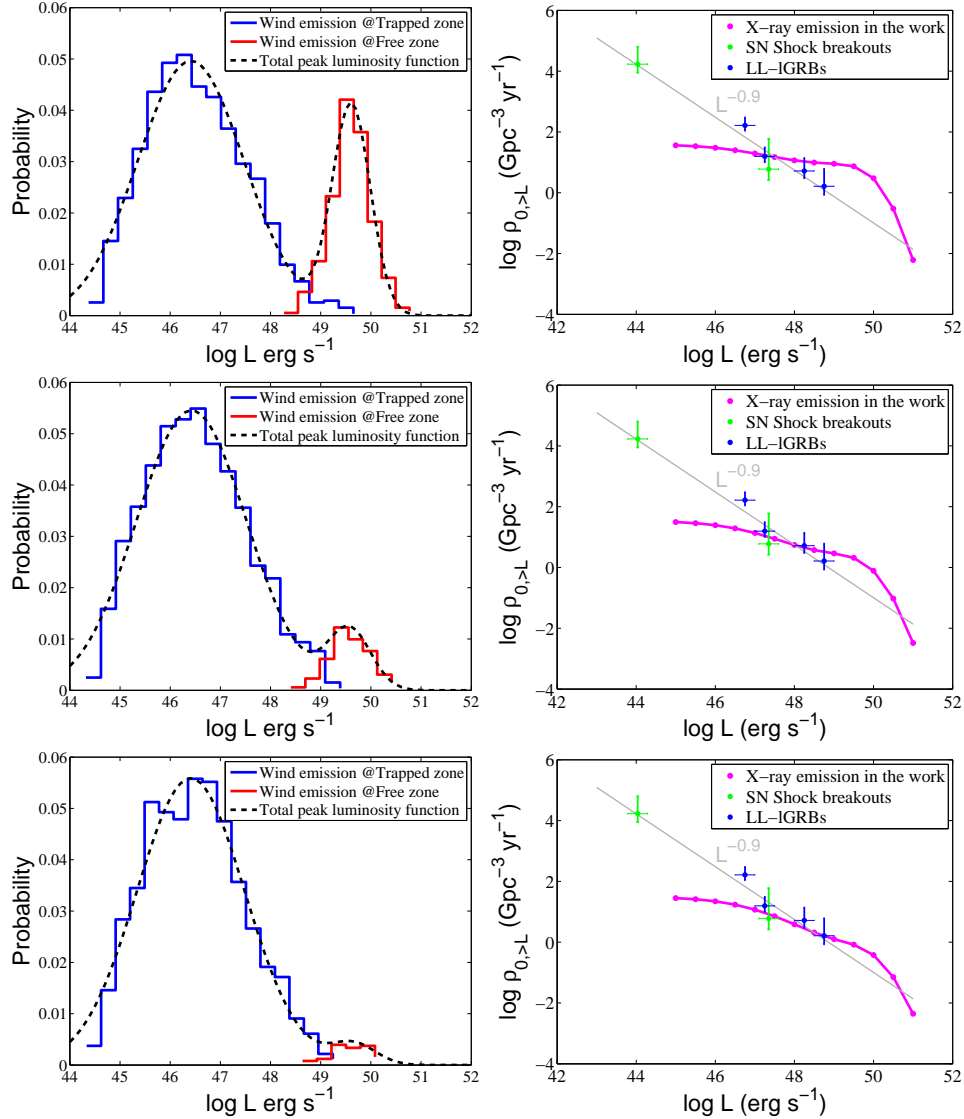 Wind emission @Trapped zone
Wind emission @Free zone
Total peak luminosity function
Probability
0.06
0.05
0.04
0.03
0.02
0.01
0
44 45 46 47 48 49 50 51 52
log L erg s⁻¹
X−ray emission in the work
SN Shock breakouts
LL−lGRBs
L⁻⁰·⁹
log ρ₀,>L (Gpc⁻³ yr⁻¹)
6
4
2
0
−2
−4
42 44 46 48 50 52
log L (erg s⁻¹)
Wind emission @Trapped zone
Wind emission @Free zone
Total peak luminosity function
Probability
0.06
0.05
0.04
0.03
0.02
0.01
0
44 45 46 47 48 49 50 51 52
log L erg s⁻¹
X−ray emission in the work
SN Shock breakouts
LL−lGRBs
L⁻⁰·⁹
log ρ₀,>L (Gpc⁻³ yr⁻¹)
6
4
2
0
−2
−4
42 44 46 48 50 52
log L (erg s⁻¹)
Wind emission @Trapped zone
Wind emission @Free zone
Total peak luminosity function
Probability
0.06
0.05
0.04
0.03
0.02
0.01
0
44 45 46 47 48 49 50 51 52
log L erg s⁻¹
X−ray emission in the work
SN Shock breakouts
LL−lGRBs
L⁻⁰·⁹
log ρ₀,>L (Gpc⁻³ yr⁻¹)
6
4
2
0
−2
−4
42 44 46 48 50 52
log L (erg s⁻¹)